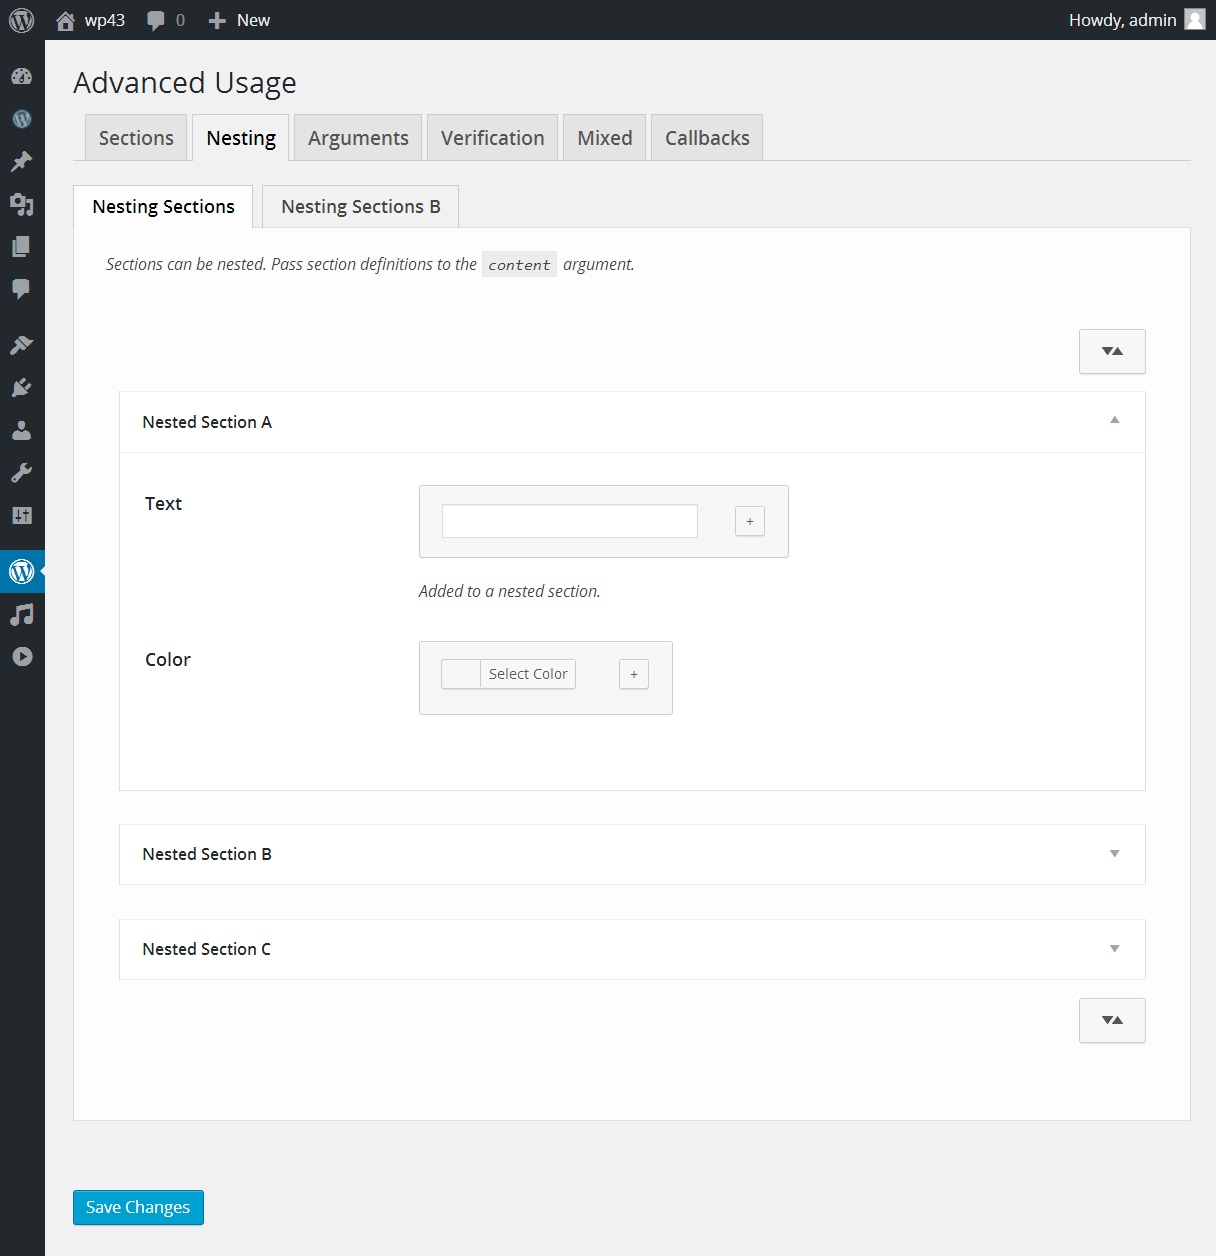 wp43 0 New Howdy, admin
Advanced Usage
Sections Nesting Arguments Verification Mixed Callbacks
Nesting Sections Nesting Sections B
Sections can be nested. Pass section definitions to the content argument.
▼▲
Nested Section A ▲
Text
+
Added to a nested section.
Color
Select Color +
Nested Section B ▼
Nested Section C ▼
▼▲
Save Changes